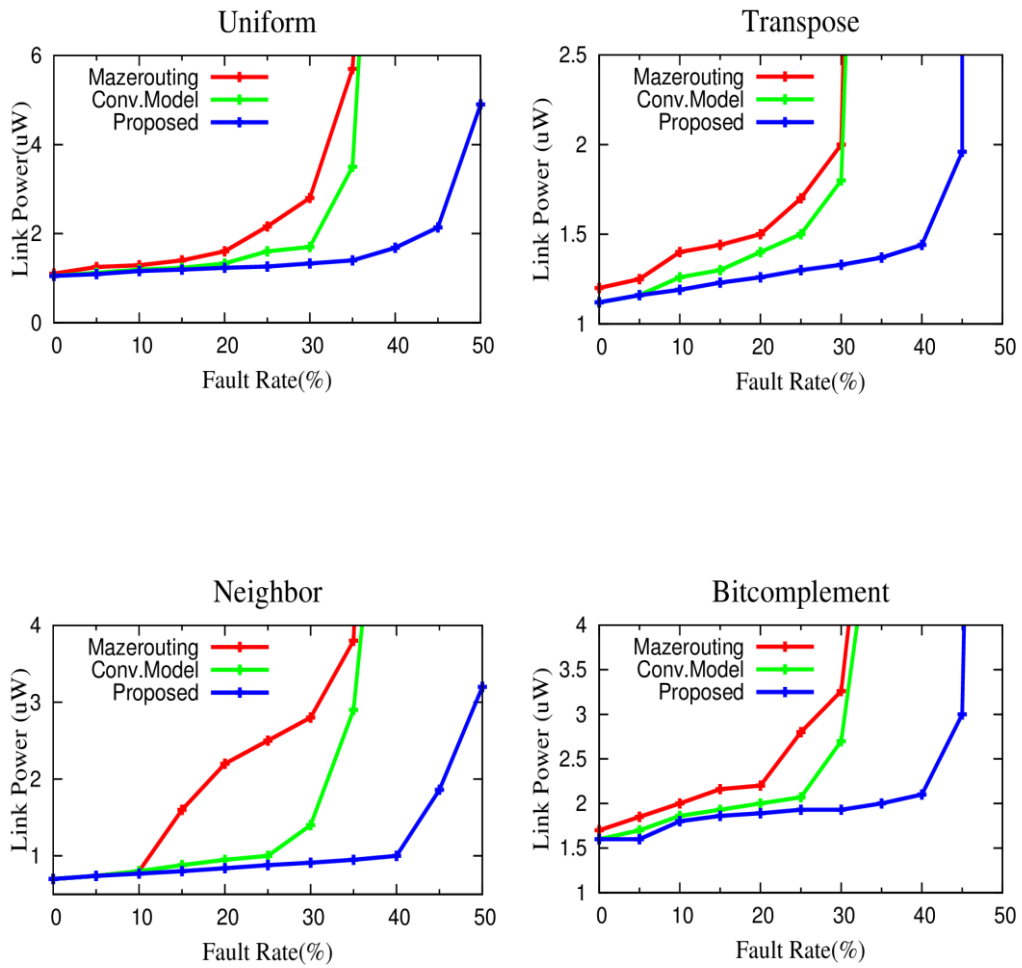 Uniform
6
Mazerouting
Conv.Model
Proposed
4
2
0
Link Power(uW)
0 10 20 30 40 50
Fault Rate(%)
Transpose
2.5
Mazerouting
Conv.Model
Proposed
2
1.5
1
Link Power (uW)
0 10 20 30 40 50
Fault Rate(%)
Neighbor
4
Mazerouting
Conv.Model
Proposed
3
2
1
Link Power (uW)
0 10 20 30 40 50
Fault Rate(%)
Bitcomplement
4
Mazerouting
Conv.Model
Proposed
3.5
3
2.5
2
1.5
1
Link Power (uW)
0 10 20 30 40 50
Fault Rate(%)